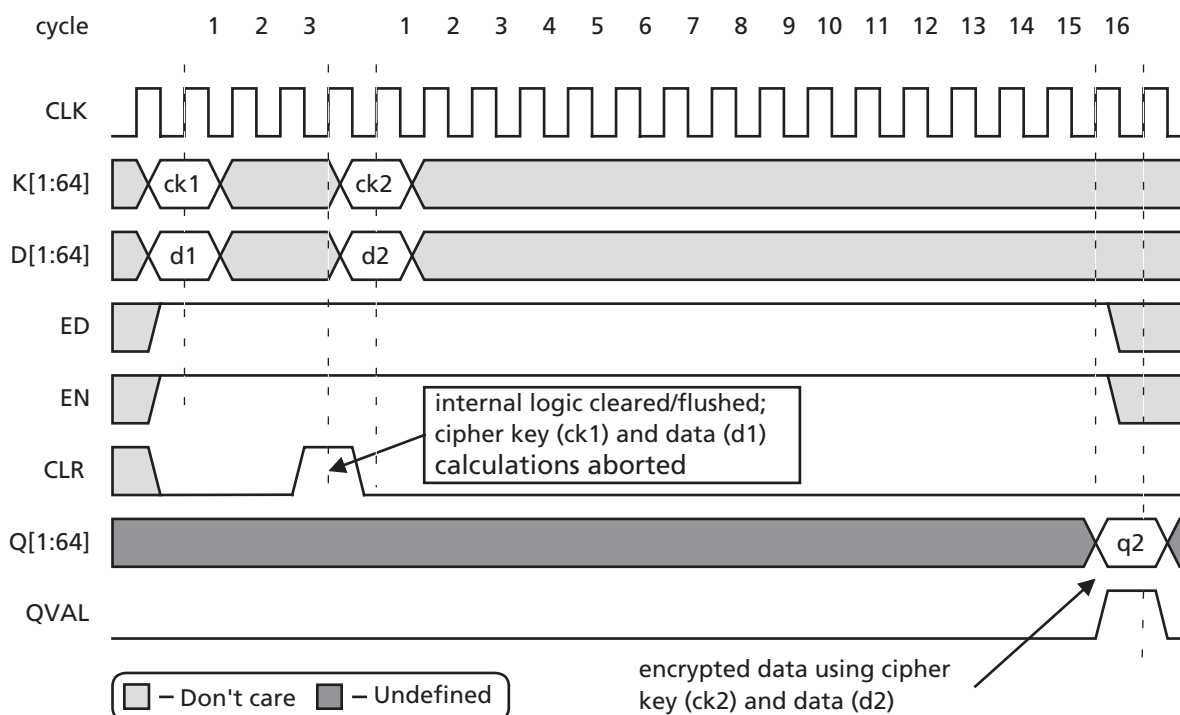 cycle 1 2 3 1 2 3 4 5 6 7 8 9 10 11 12 13 14 15 16
CLK
K[1:64] ck1 ck2
D[1:64] d1 d2
ED
EN
internal logic cleared/flushed;
cipher key (ck1) and data (d1)
calculations aborted
CLR
Q[1:64] q2
QVAL
encrypted data using cipher
key (ck2) and data (d2)
– Don't care – Undefined